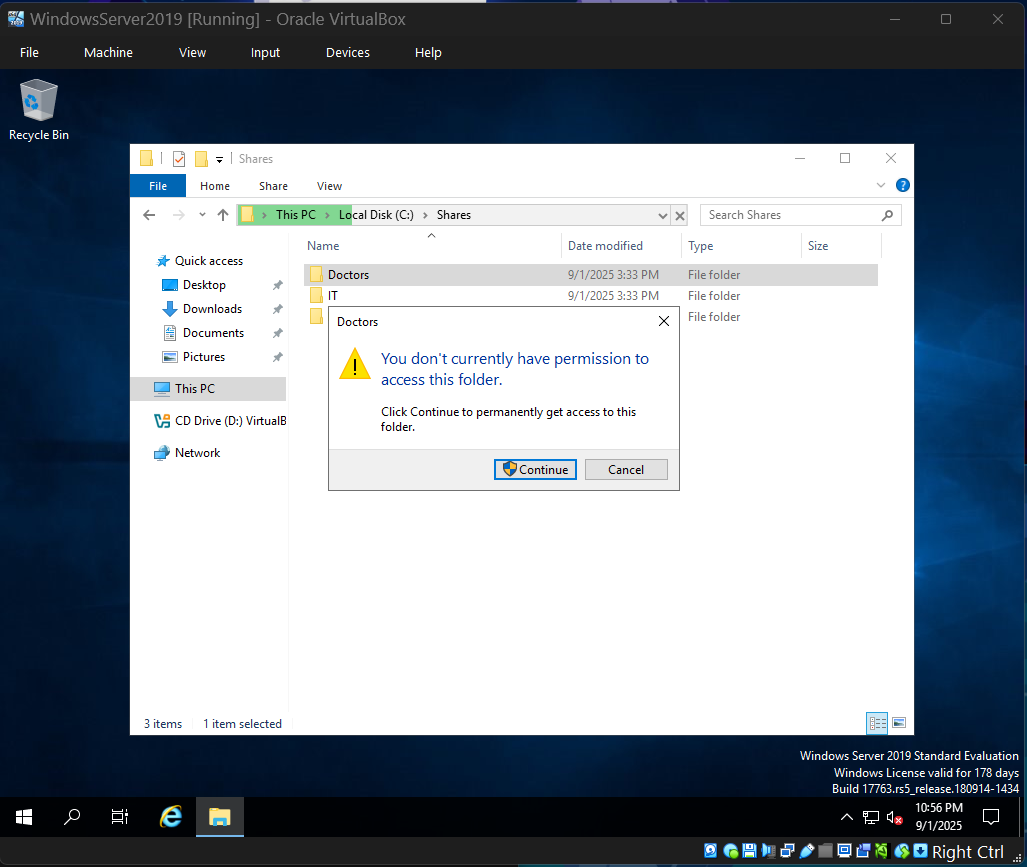 WindowsServer2019 [Running] - Oracle VirtualBox
File Machine View Input Devices Help
Recycle Bin
Shares
File Home Share View
This PC > Local Disk (C:) > Shares
Search Shares
Name Date modified Type Size
Quick access
Desktop
Downloads
Documents
Pictures
This PC
CD Drive (D:) VirtualB
Network
Doctors 9/1/2025 3:33 PM File folder
IT 9/1/2025 3:33 PM File folder
File folder
Doctors
You don't currently have permission to
access this folder.
Click Continue to permanently get access to this
folder.
Continue Cancel
3 items 1 item selected
Windows Server 2019 Standard Evaluation
Windows License valid for 178 days
Build 17763.rs5_release.180914-1434
10:56 PM
9/1/2025
Right Ctrl